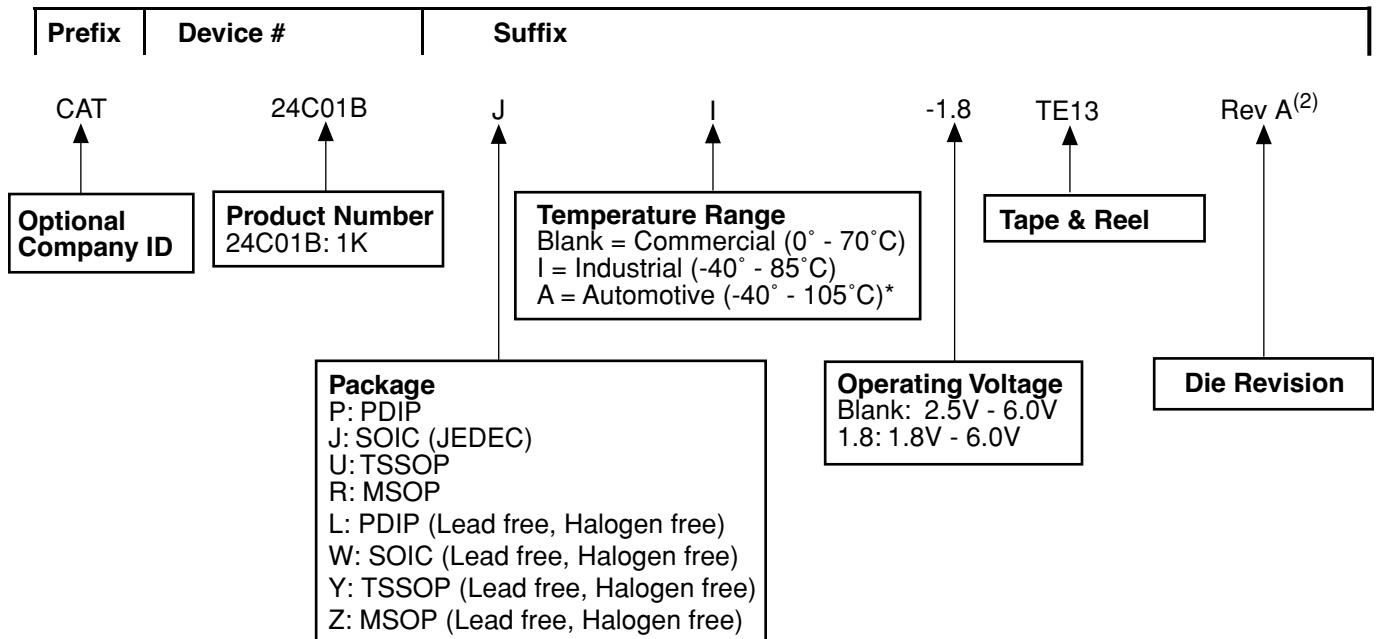 Prefix Device # Suffix
CAT 24C01B J I -1.8 TE13 Rev A(2)
Optional
Company ID
Product Number
24C01B: 1K
Temperature Range
Blank = Commercial (0˚ - 70˚C)
I = Industrial (-40˚ - 85˚C)
A = Automotive (-40˚ - 105˚C)*
Tape & Reel
Package
P: PDIP
J: SOIC (JEDEC)
U: TSSOP
R: MSOP
L: PDIP (Lead free, Halogen free)
W: SOIC (Lead free, Halogen free)
Y: TSSOP (Lead free, Halogen free)
Z: MSOP (Lead free, Halogen free)
Operating Voltage
Blank: 2.5V - 6.0V
1.8: 1.8V - 6.0V
Die Revision